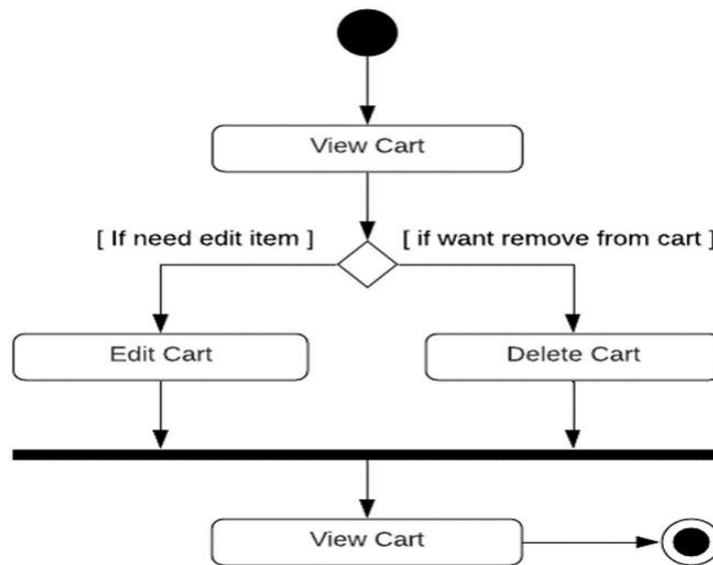 View Cart
[ If need edit item ]
[ if want remove from cart ]
Edit Cart
Delete Cart
View Cart